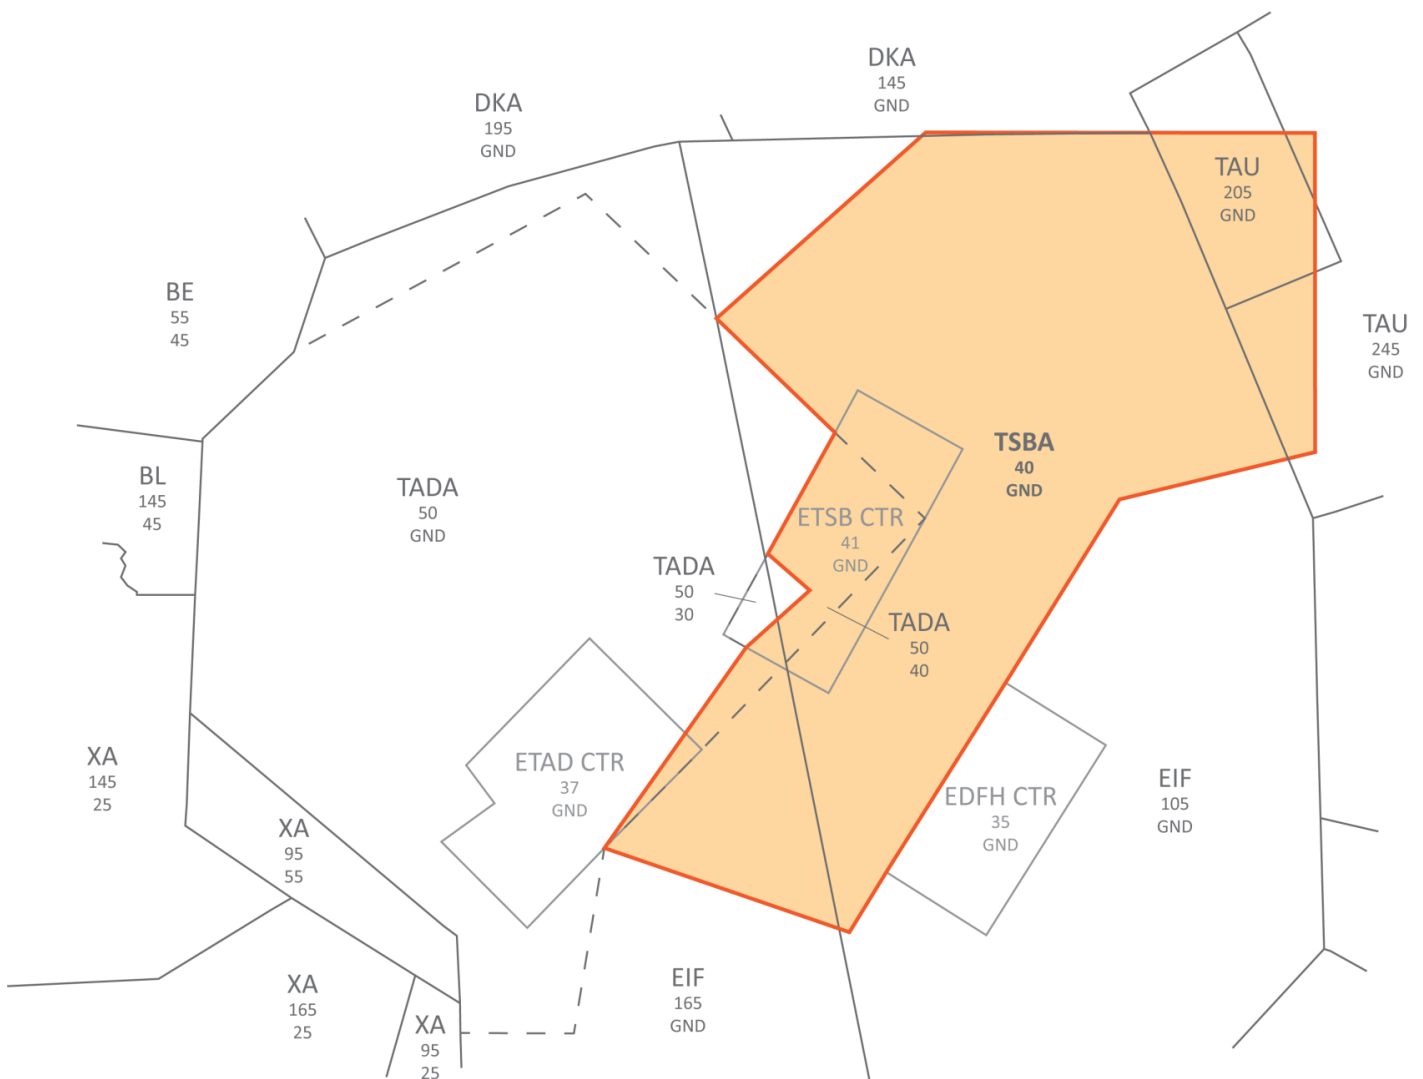 DKA
145
GND
DKA
195
GND
TAU
205
GND
BE
55
45
TAU
245
GND
TSBA
40
GND
BL
145
45
TADA
50
GND
ETSB CTR
41
GND
TADA
50
30
TADA
50
40
XA
145
25
ETAD CTR
37
GND
EDFH CTR
35
GND
EIF
105
GND
XA
95
55
EIF
165
GND
XA
165
25
XA
95
25